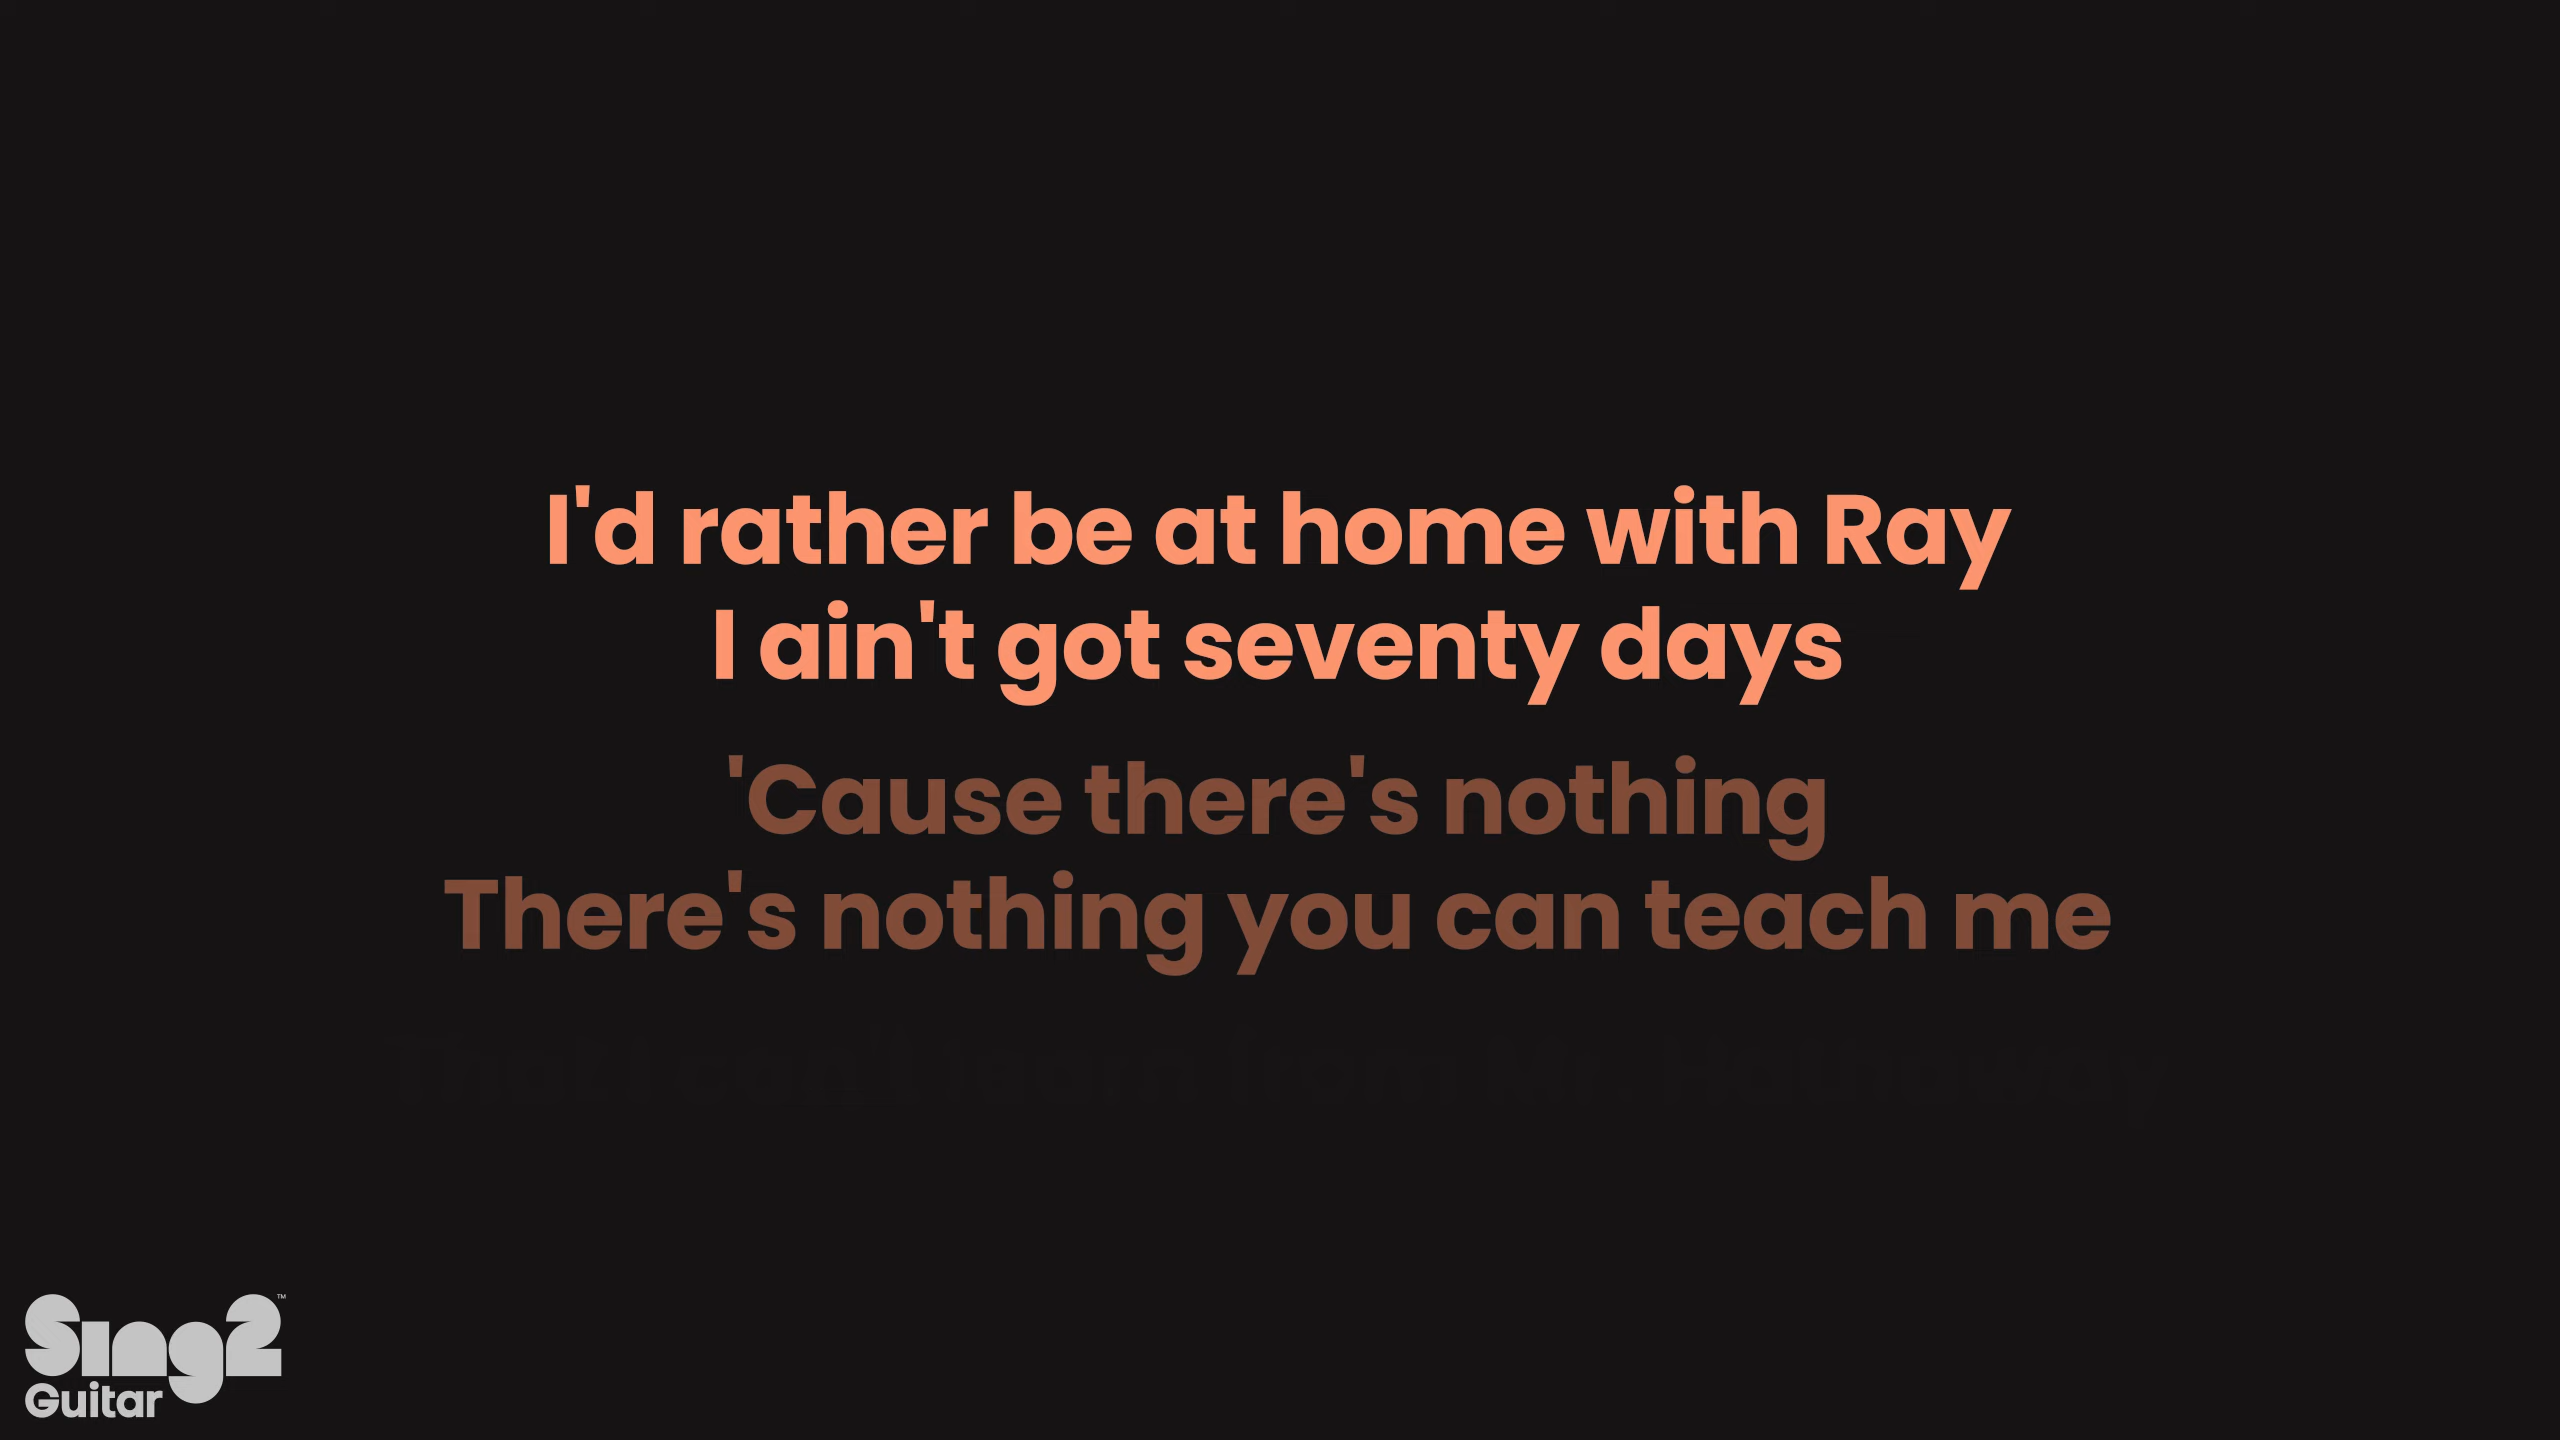 I'd rather be at home with Ray
I ain't got seventy days
'Cause there's nothing
There's nothing you can teach me
Sing2™
Guitar